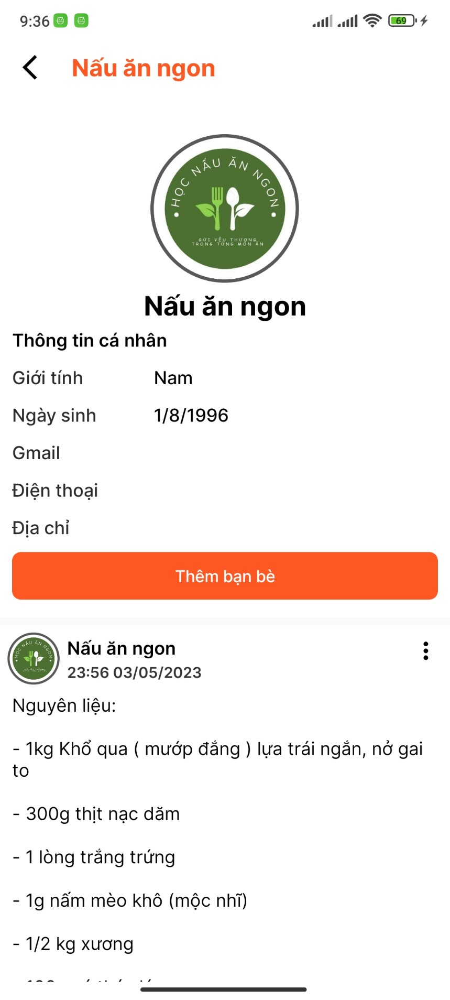 9:36
69
Nấu ăn ngon
HỌC NẤU ĂN NGON
GỬI YÊU THƯƠNG
TRONG TỪNG MÓN ĂN
Nấu ăn ngon
Thông tin cá nhân
Giới tính Nam
Ngày sinh 1/8/1996
Gmail
Điện thoại
Địa chỉ
Thêm bạn bè
HỌC NẤU ĂN NGON
Nấu ăn ngon
23:56 03/05/2023
Nguyên liệu:
- 1kg Khổ qua ( mướp đắng ) lựa trái ngắn, nở gai
to
- 300g thịt nạc dăm
- 1 lòng trắng trứng
- 1g nấm mèo khô (mộc nhĩ)
- 1/2 kg xương